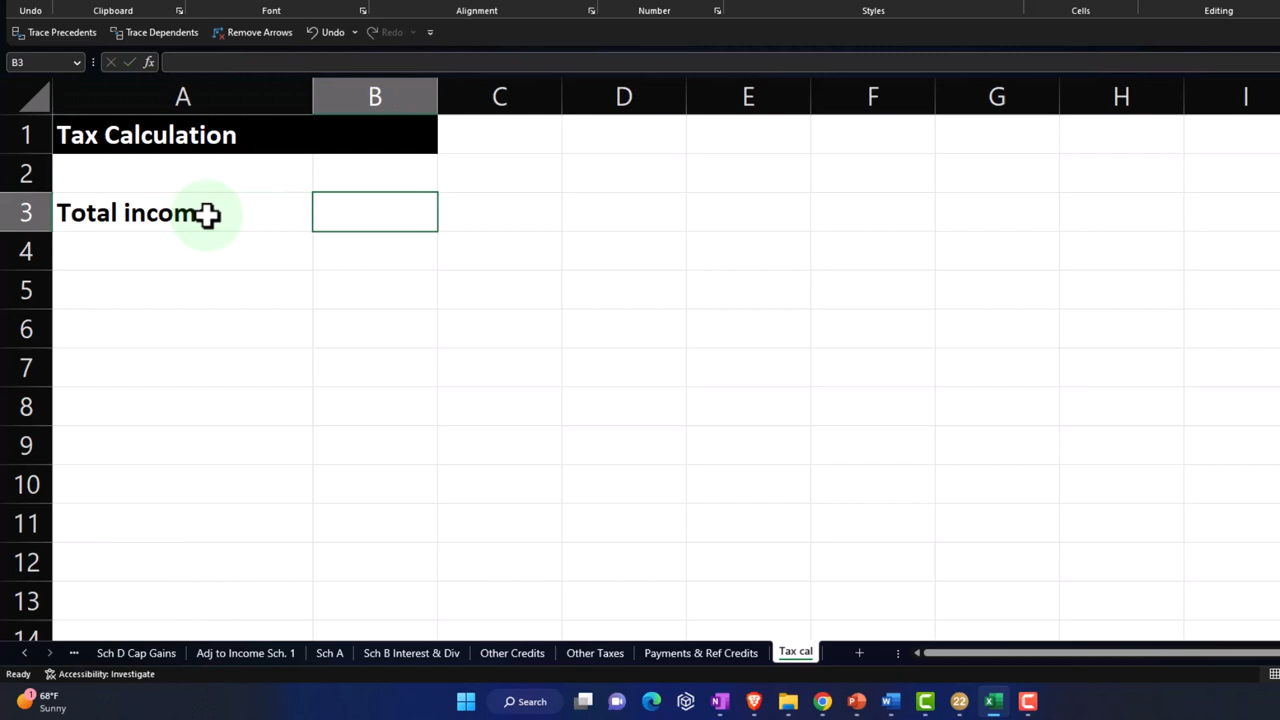 Undo Clipboard Font Alignment Number Styles Cells Editing
Trace Precedents Trace Dependents Remove Arrows Undo Redo
B3 fx
A B C D E F G H I
1 Tax Calculation
2
3 Total incom
4
5
6
7
8
9
10
11
12
13
14
Sch D Cap Gains Adj to Income Sch. 1 Sch A Sch B Interest & Div Other Credits Other Taxes Payments & Ref Credits Tax cal
Ready Accessibility: Investigate
1 68°F
Sunny
Search
22